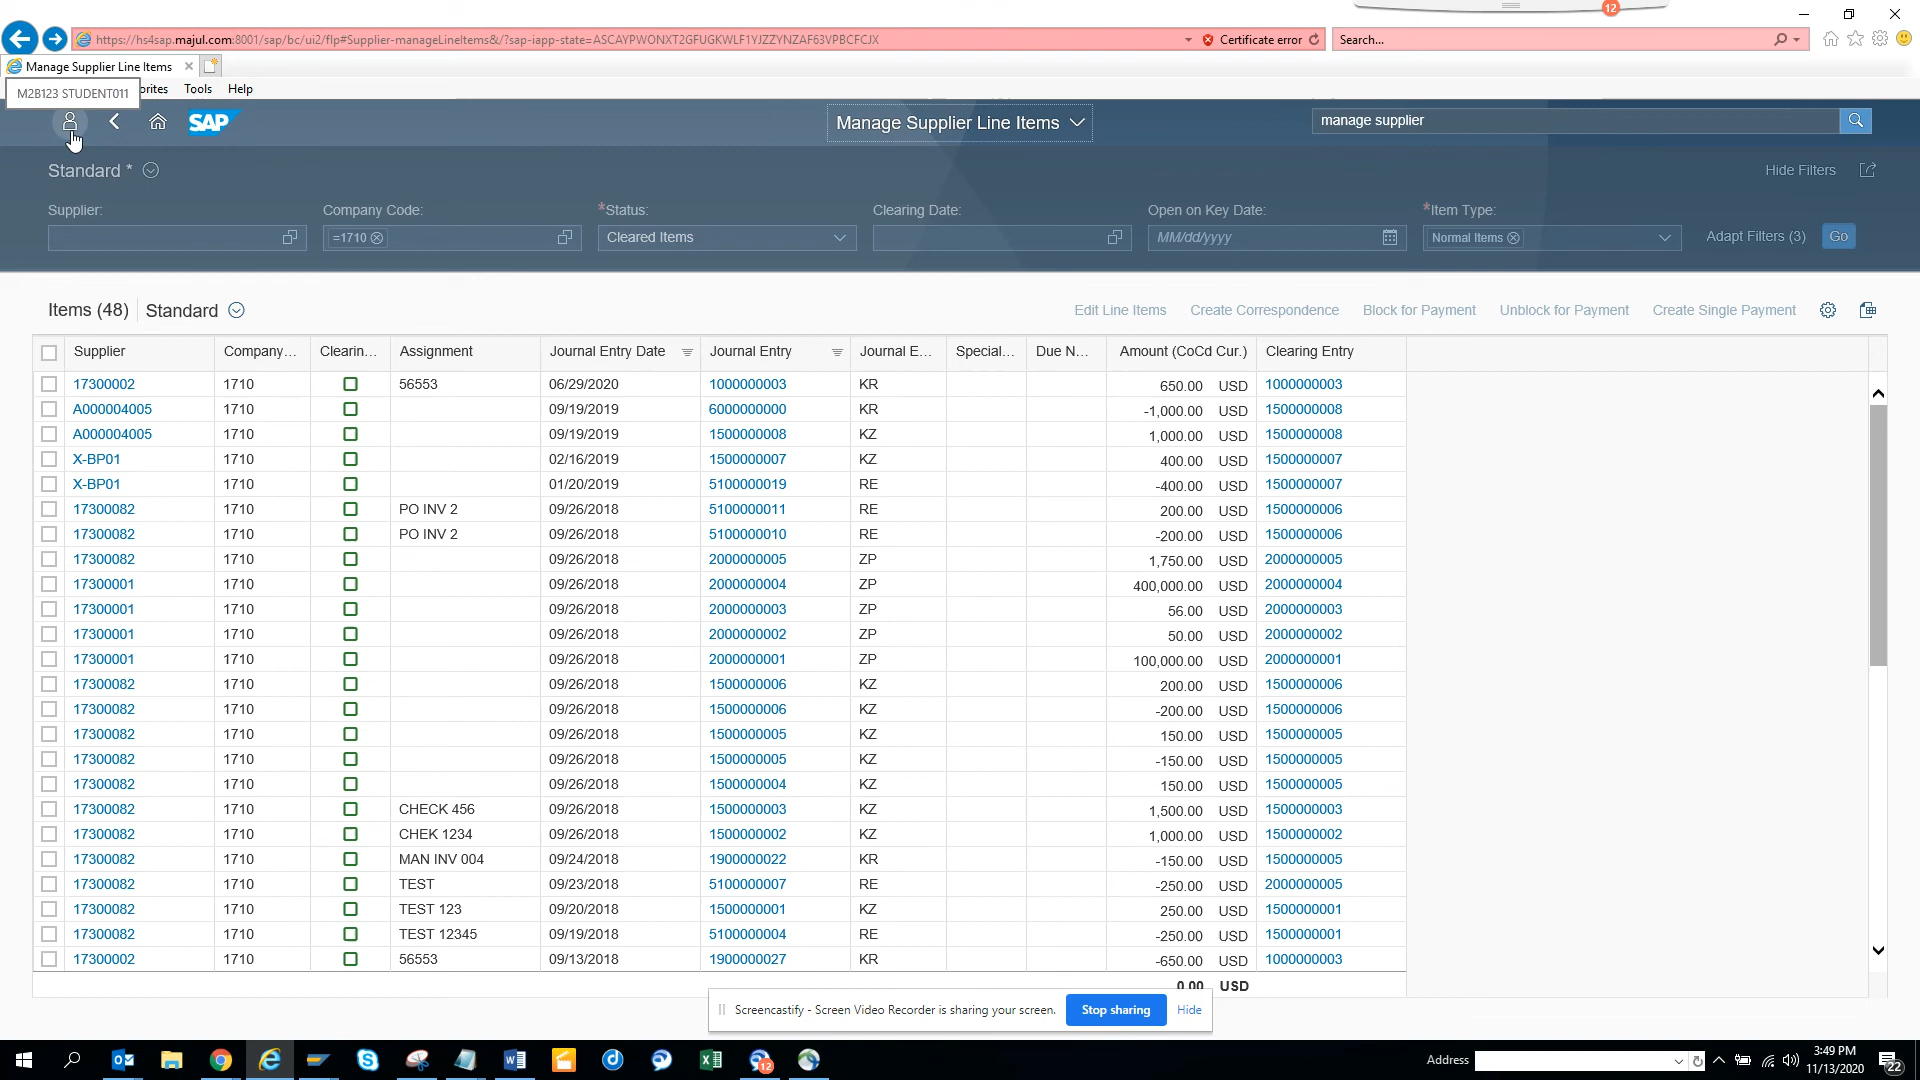 12
https://hs4sap.majul.com:8001/sap/bc/ui2/flp#Supplier-manageLineItems&/?sap-iapp-state=ASCAYPWONXT2GFUGKWLF1YJZZYNZAF63VPBCFCJX Certificate error Search...
Manage Supplier Line Items
M2B123 STUDENT011 orites Tools Help
SAP Manage Supplier Line Items manage supplier
Standard * Hide Filters
Supplier: Company Code: *Status: Clearing Date: Open on Key Date: *Item Type:
=1710 Cleared Items MM/dd/yyyy Normal Items Adapt Filters (3) Go
Items (48) Standard Edit Line Items Create Correspondence Block for Payment Unblock for Payment Create Single Payment
Supplier Company... Clearin... Assignment Journal Entry Date Journal Entry Journal E... Special... Due N... Amount (CoCd Cur.) Clearing Entry
17300002 1710 56553 06/29/2020 1000000003 KR 650.00 USD 1000000003
A000004005 1710 09/19/2019 6000000000 KR -1,000.00 USD 1500000008
A000004005 1710 09/19/2019 1500000008 KZ 1,000.00 USD 1500000008
X-BP01 1710 02/16/2019 1500000007 KZ 400.00 USD 1500000007
X-BP01 1710 01/20/2019 5100000019 RE -400.00 USD 1500000007
17300082 1710 PO INV 2 09/26/2018 5100000011 RE 200.00 USD 1500000006
17300082 1710 PO INV 2 09/26/2018 5100000010 RE -200.00 USD 1500000006
17300082 1710 09/26/2018 2000000005 ZP 1,750.00 USD 2000000005
17300001 1710 09/26/2018 2000000004 ZP 400,000.00 USD 2000000004
17300001 1710 09/26/2018 2000000003 ZP 56.00 USD 2000000003
17300001 1710 09/26/2018 2000000002 ZP 50.00 USD 2000000002
17300001 1710 09/26/2018 2000000001 ZP 100,000.00 USD 2000000001
17300082 1710 09/26/2018 1500000006 KZ 200.00 USD 1500000006
17300082 1710 09/26/2018 1500000006 KZ -200.00 USD 1500000006
17300082 1710 09/26/2018 1500000005 KZ 150.00 USD 1500000005
17300082 1710 09/26/2018 1500000005 KZ -150.00 USD 1500000005
17300082 1710 09/26/2018 1500000004 KZ 150.00 USD 1500000005
17300082 1710 CHECK 456 09/26/2018 1500000003 KZ 1,500.00 USD 1500000003
17300082 1710 CHEK 1234 09/26/2018 1500000002 KZ 1,000.00 USD 1500000002
17300082 1710 MAN INV 004 09/24/2018 1900000022 KR -150.00 USD 1500000005
17300082 1710 TEST 09/23/2018 5100000007 RE -250.00 USD 2000000005
17300082 1710 TEST 123 09/20/2018 1500000001 KZ 250.00 USD 1500000001
17300082 1710 TEST 12345 09/19/2018 5100000004 RE -250.00 USD 1500000001
17300002 1710 56553 09/13/2018 1900000027 KR -650.00 USD 1000000003
0.00 USD
Screencastify - Screen Video Recorder is sharing your screen. Stop sharing Hide
12 Address 3:49 PM
11/13/2020 22